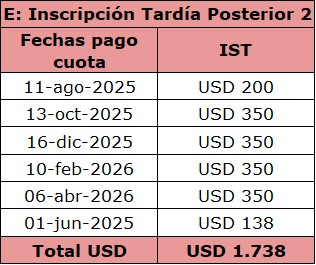 E: Inscripción Tardía Posterior 2
Fechas pago cuota IST
11-ago-2025 USD 200
13-oct-2025 USD 350
16-dic-2025 USD 350
10-feb-2026 USD 350
06-abr-2026 USD 350
01-jun-2025 USD 138
Total USD USD 1.738